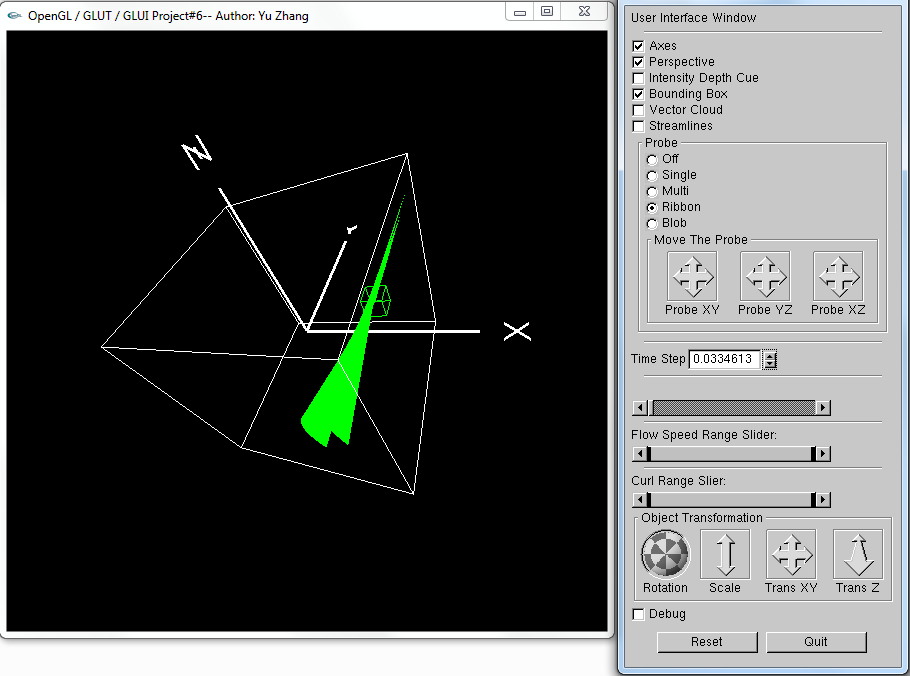 OpenGL / GLUT / GLUI Project#6-- Author: Yu Zhang
Z
Y
X
User Interface Window
Axes
Perspective
Intensity Depth Cue
Bounding Box
Vector Cloud
Streamlines
Probe
Off
Single
Multi
Ribbon
Blob
Move The Probe
Probe XY Probe YZ Probe XZ
Time Step 0.0334613
Flow Speed Range Slider:
Curl Range Slier:
Object Transformation
Rotation Scale Trans XY Trans Z
Debug
Reset Quit